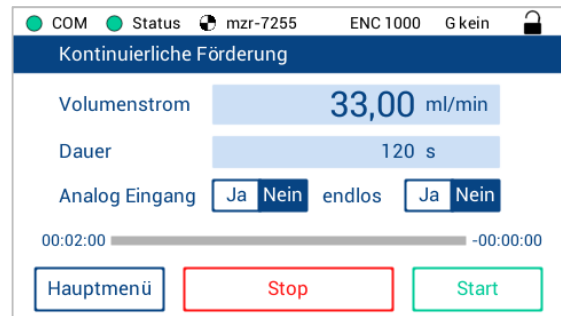 COM Status mzr-7255 ENC 1000 G kein
Kontinuierliche Förderung
Volumenstrom 33,00 ml/min
Dauer 120 s
Analog Eingang Ja Nein endlos Ja Nein
00:02:00 -00:00:00
Hauptmenü Stop Start